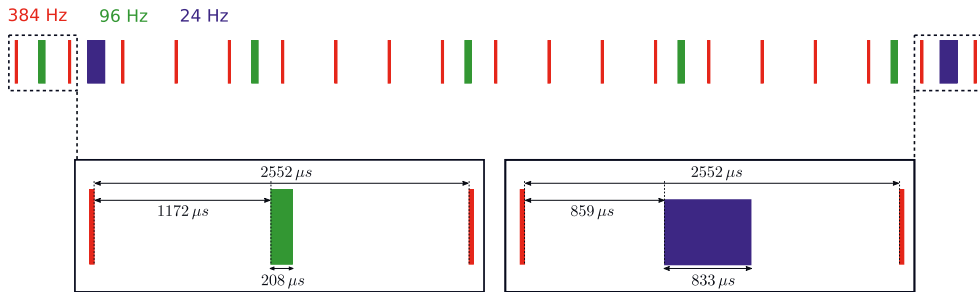 384 Hz 96 Hz 24 Hz
2552 µs 2552 µs
1172 µs 859 µs
208 µs 833 µs